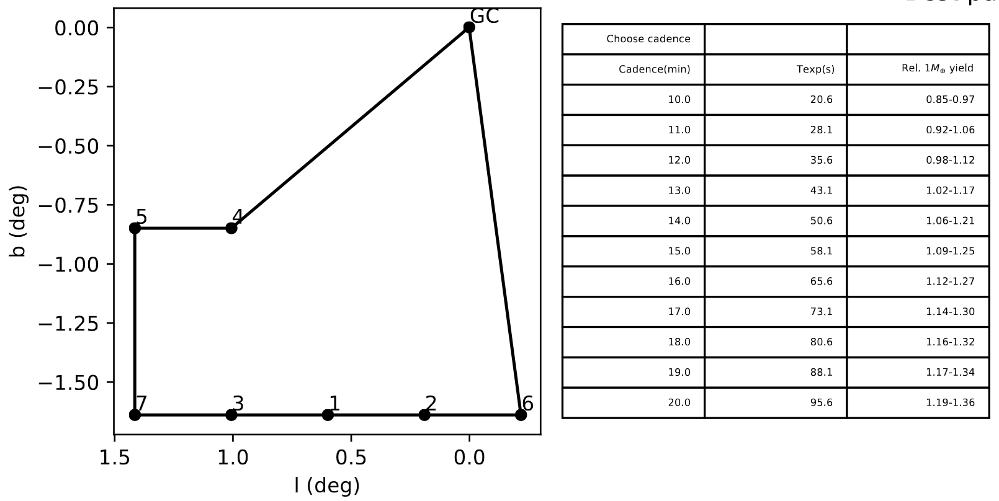 GC
0.00
−0.25
−0.50
−0.75
−1.00
−1.25
−1.50
b (deg)
5
4
7
3
1
2
6
1.5 1.0 0.5 0.0
l (deg)
Choose cadence
Cadence(min) Texp(s) Rel. 1M⊕ yield
10.0 20.6 0.85-0.97
11.0 28.1 0.92-1.06
12.0 35.6 0.98-1.12
13.0 43.1 1.02-1.17
14.0 50.6 1.06-1.21
15.0 58.1 1.09-1.25
16.0 65.6 1.12-1.27
17.0 73.1 1.14-1.30
18.0 80.6 1.16-1.32
19.0 88.1 1.17-1.34
20.0 95.6 1.19-1.36